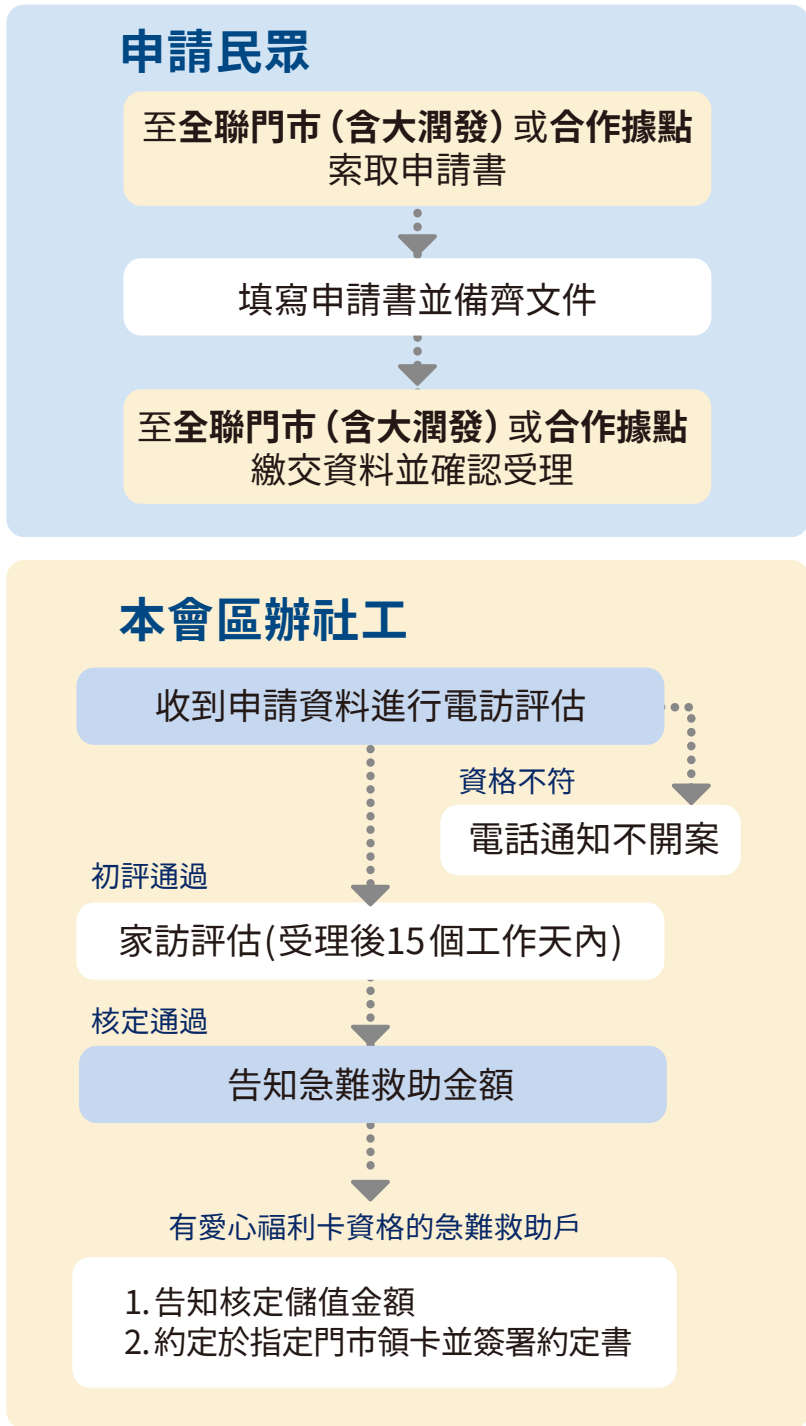 申請民眾
至全聯門市（含大潤發）或合作據點
索取申請書
填寫申請書並備齊文件
至全聯門市（含大潤發）或合作據點
繳交資料並確認受理
本會區辦社工
收到申請資料進行電訪評估
資格不符
電話通知不開案
初評通過
家訪評估(受理後15個工作天內)
核定通過
告知急難救助金額
有愛心福利卡資格的急難救助戶
1. 告知核定儲值金額
2. 約定於指定門市領卡並簽署約定書